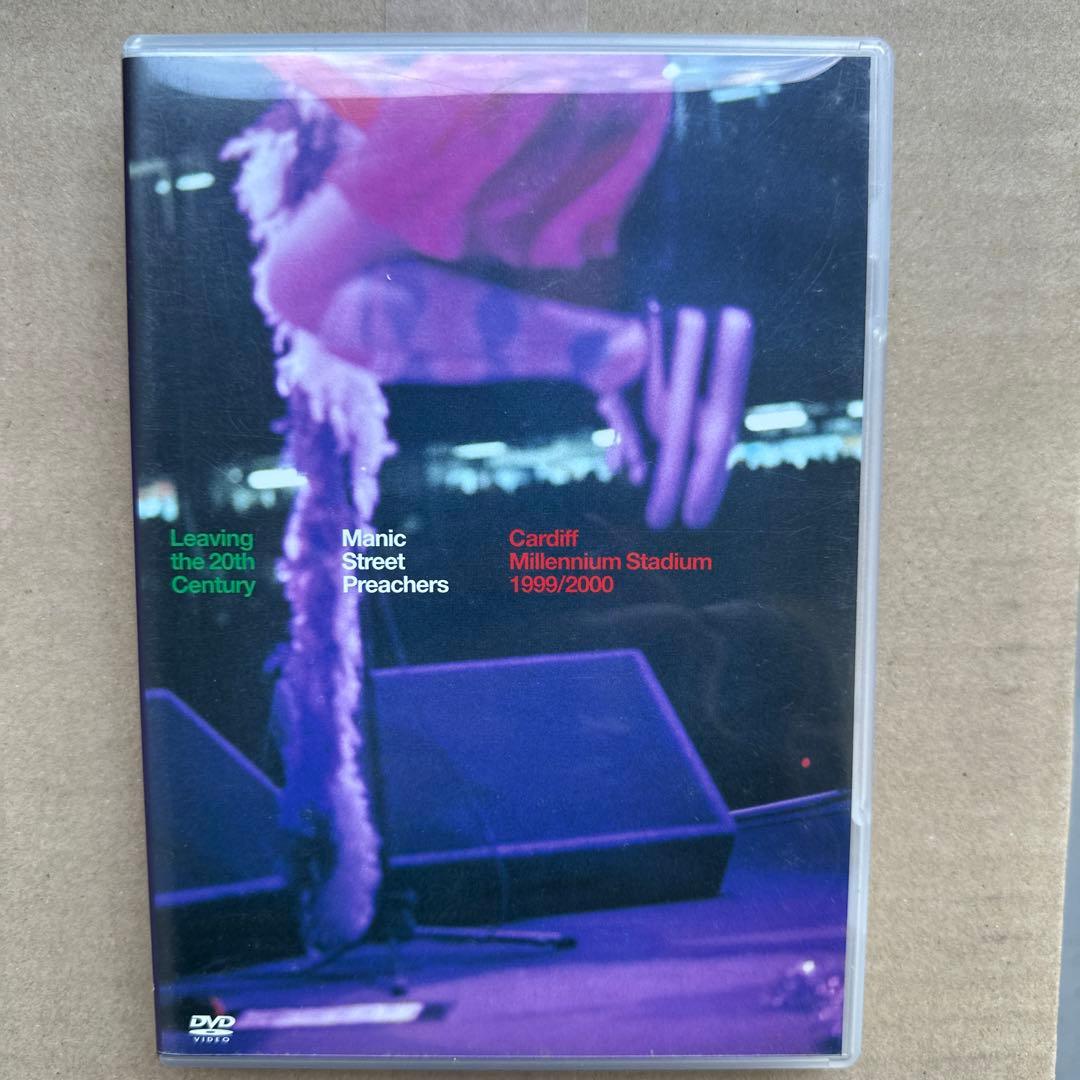 Leaving
the 20th
Century
Manic
Street
Preachers
Cardiff
Millennium Stadium
1999/2000
DVD
VIDEO